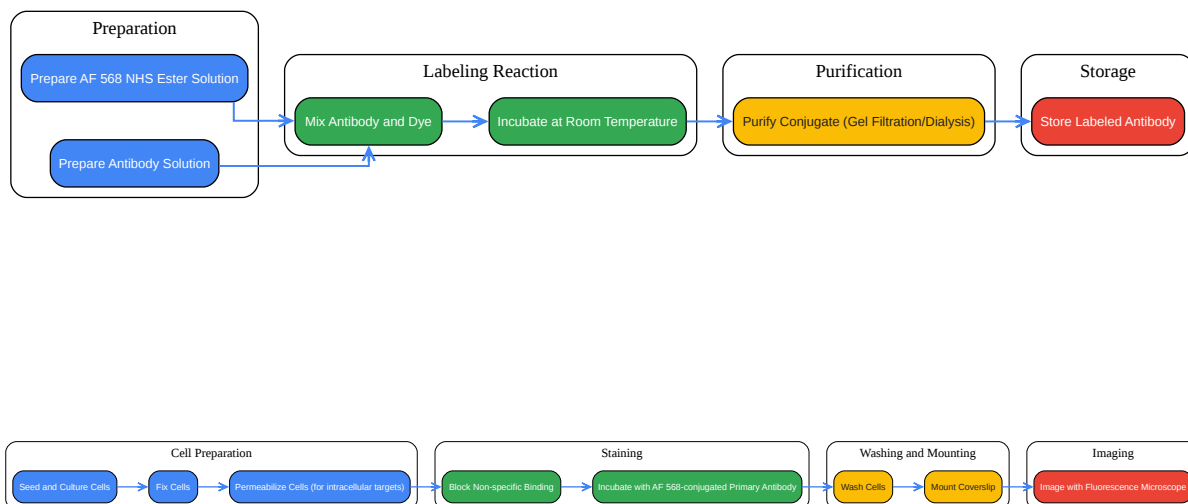 Preparation
Prepare AF 568 NHS Ester Solution
Prepare Antibody Solution
Labeling Reaction
Mix Antibody and Dye
Incubate at Room Temperature
Purification
Purify Conjugate (Gel Filtration/Dialysis)
Storage
Store Labeled Antibody
Cell Preparation
Seed and Culture Cells
Fix Cells
Permeabilize Cells (for intracellular targets)
Staining
Block Non-specific Binding
Incubate with AF 568-conjugated Primary Antibody
Washing and Mounting
Wash Cells
Mount Coverslip
Imaging
Image with Fluorescence Microscope